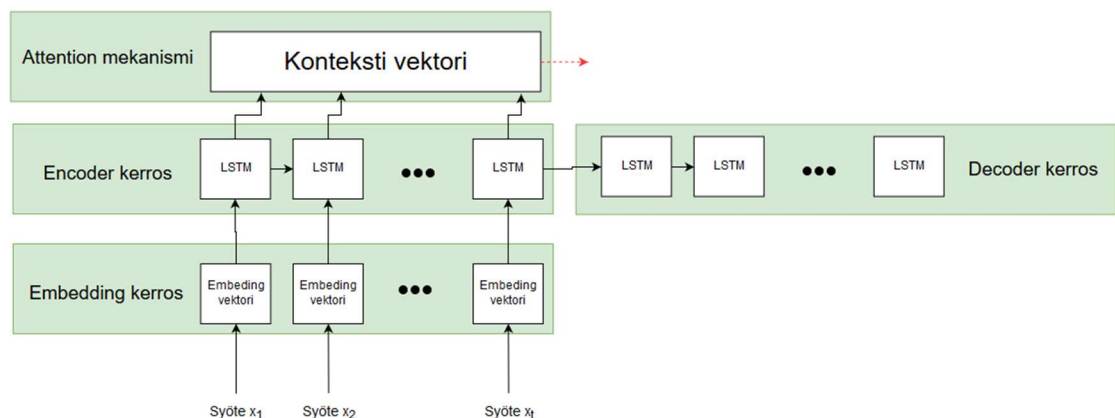 Attention mekanismi
Konteksti vektori
Encoder kerros
LSTM
LSTM
LSTM
LSTM
LSTM
LSTM
Decoder kerros
Embedding kerros
Embeding
vektori
Embeding
vektori
Embeding
vektori
Syöte x1
Syöte x2
Syöte xt